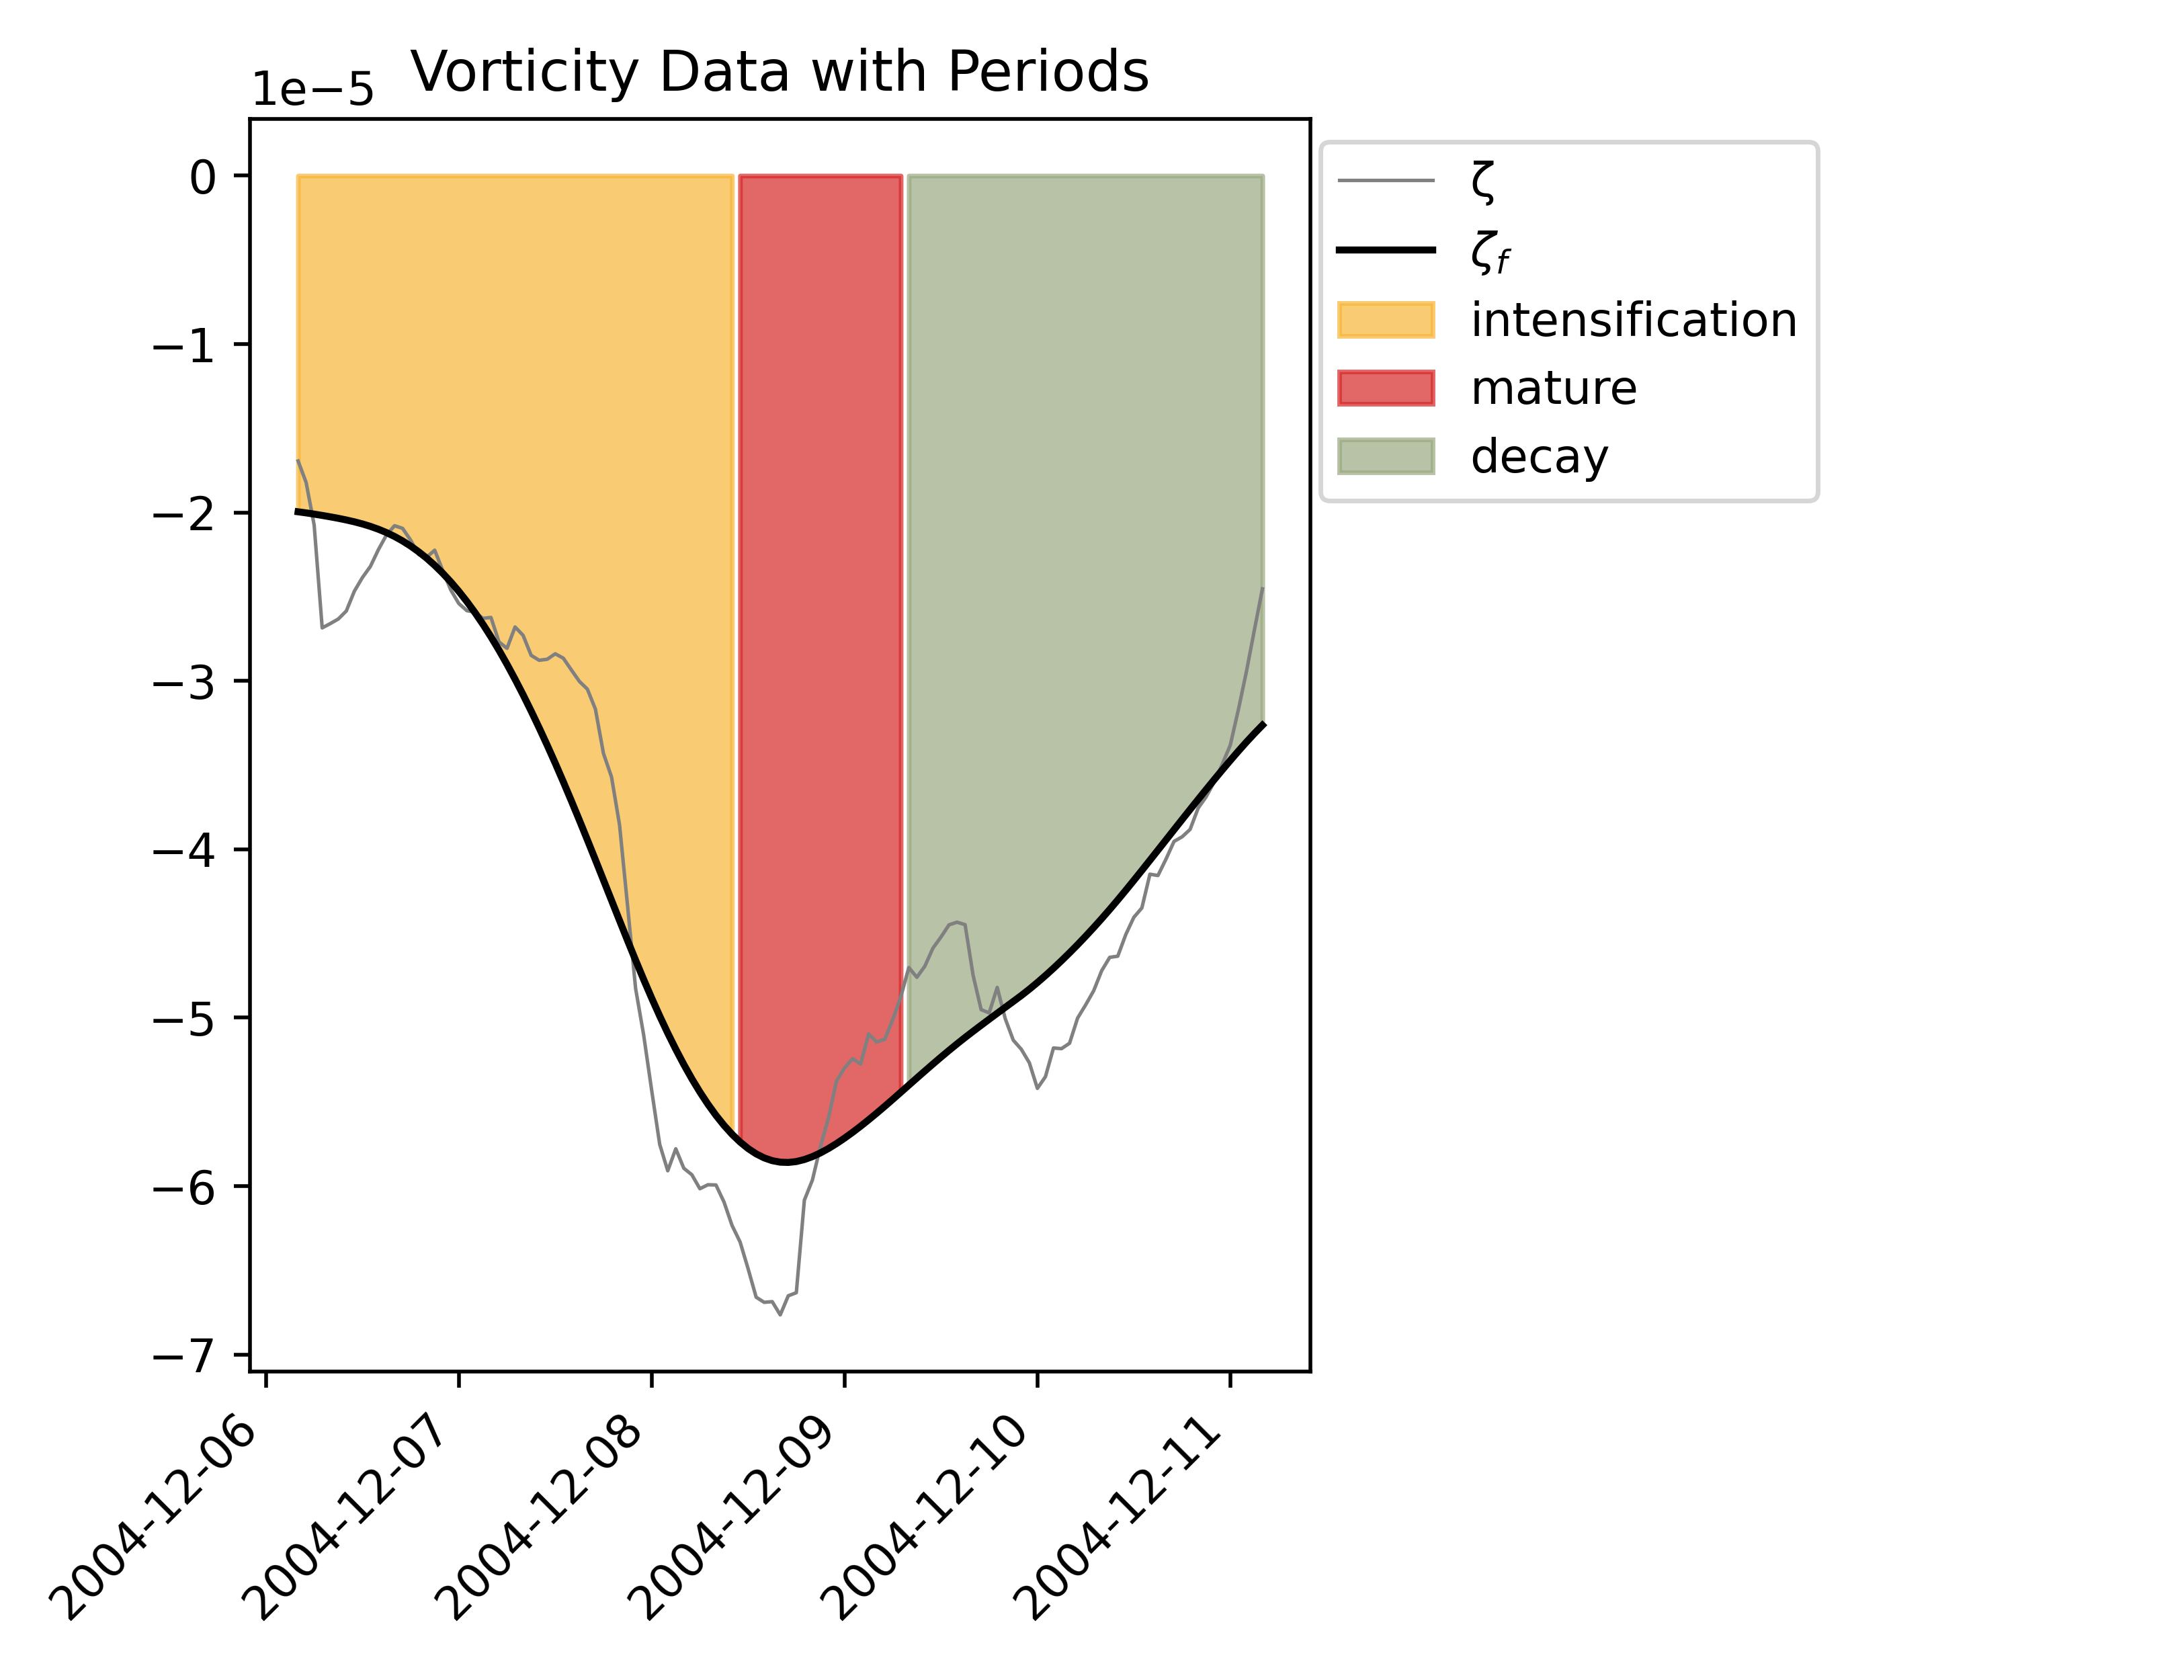 Vorticity Data with Periods
1e−5
0
−1
−2
−3
−4
−5
−6
−7
2004-12-06
2004-12-07
2004-12-08
2004-12-09
2004-12-10
2004-12-11
ζ
ζf
intensification
mature
decay